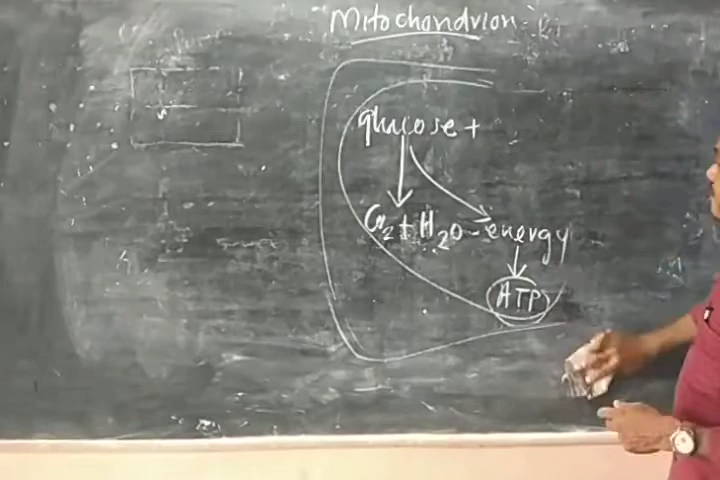 Mitochondrion
glucose +
Co2 + H2O - energy
ATP